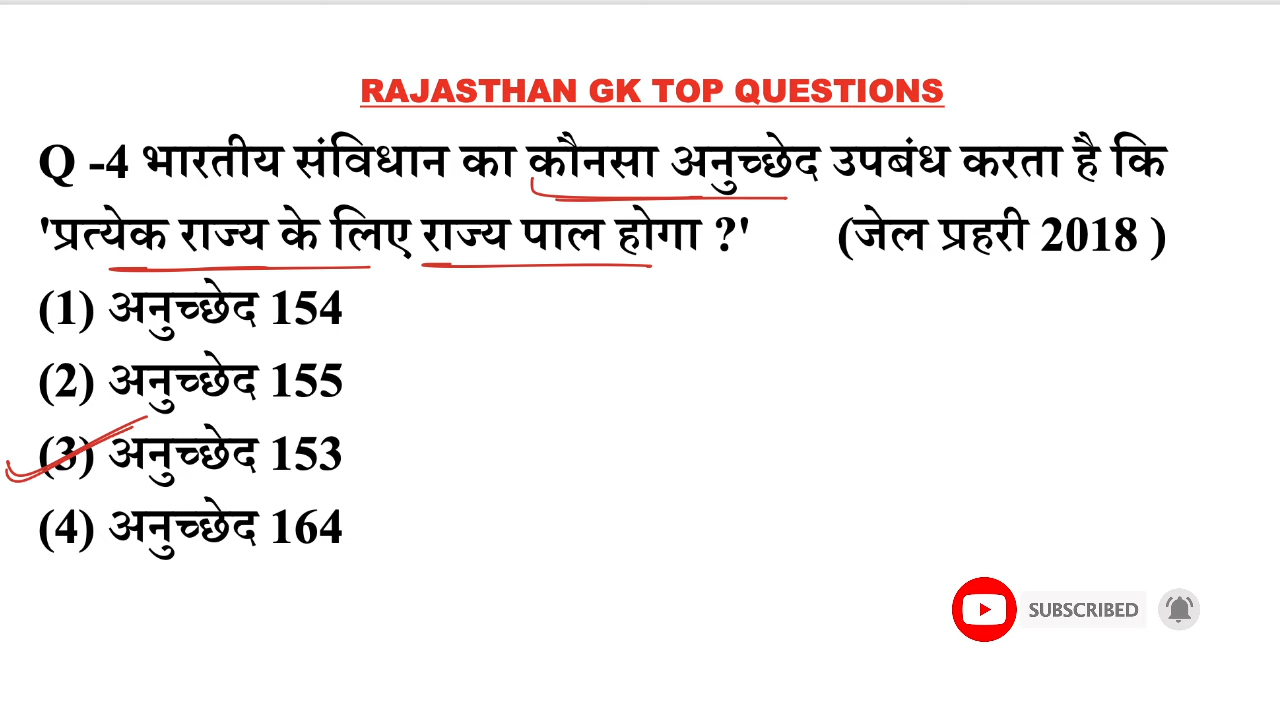 RAJASTHAN GK TOP QUESTIONS
Q -4 भारतीय संविधान का कौनसा अनुच्छेद उपबंध करता है कि
'प्रत्येक राज्य के लिए राज्य पाल होगा ?' (जेल प्रहरी 2018 )
(1) अनुच्छेद 154
(2) अनुच्छेद 155
(3) अनुच्छेद 153
(4) अनुच्छेद 164
SUBSCRIBED